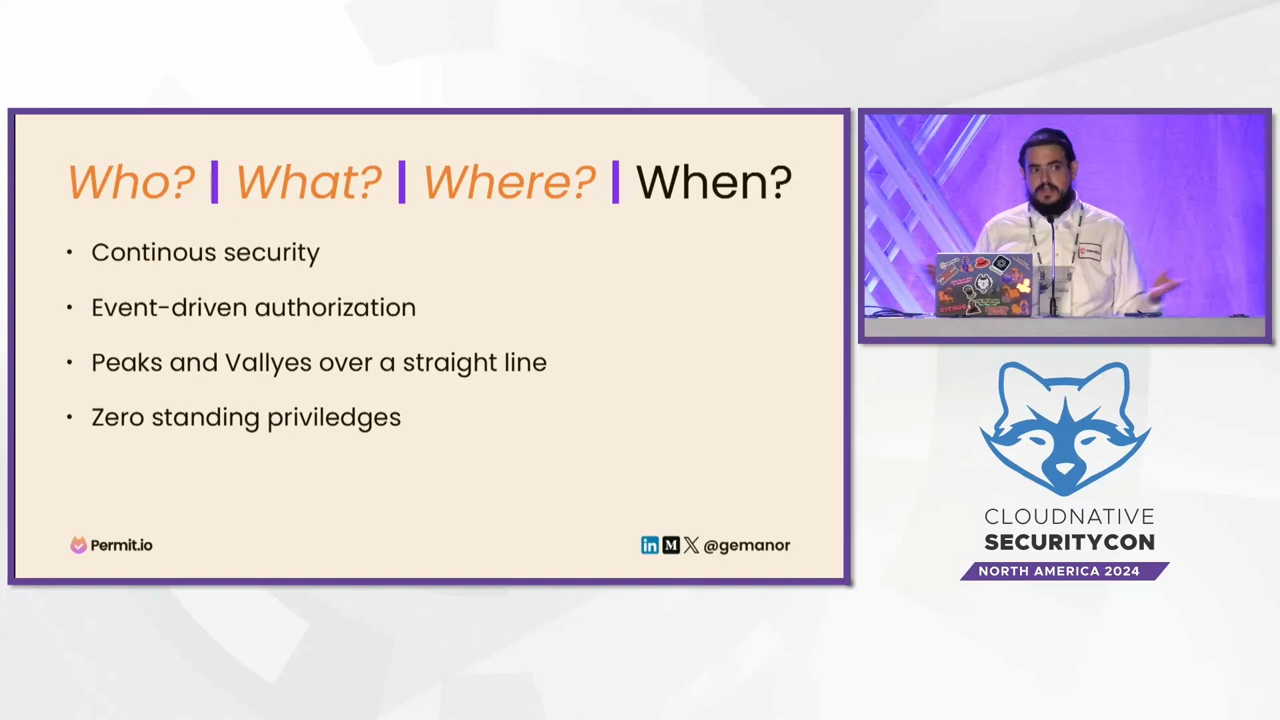 Who? | What? | Where? | When?
• Continous security
• Event-driven authorization
• Peaks and Vallyes over a straight line
• Zero standing priviledges
Permit.io
in M X @gemanor
CLOUDNATIVE
SECURITYCON
NORTH AMERICA 2024